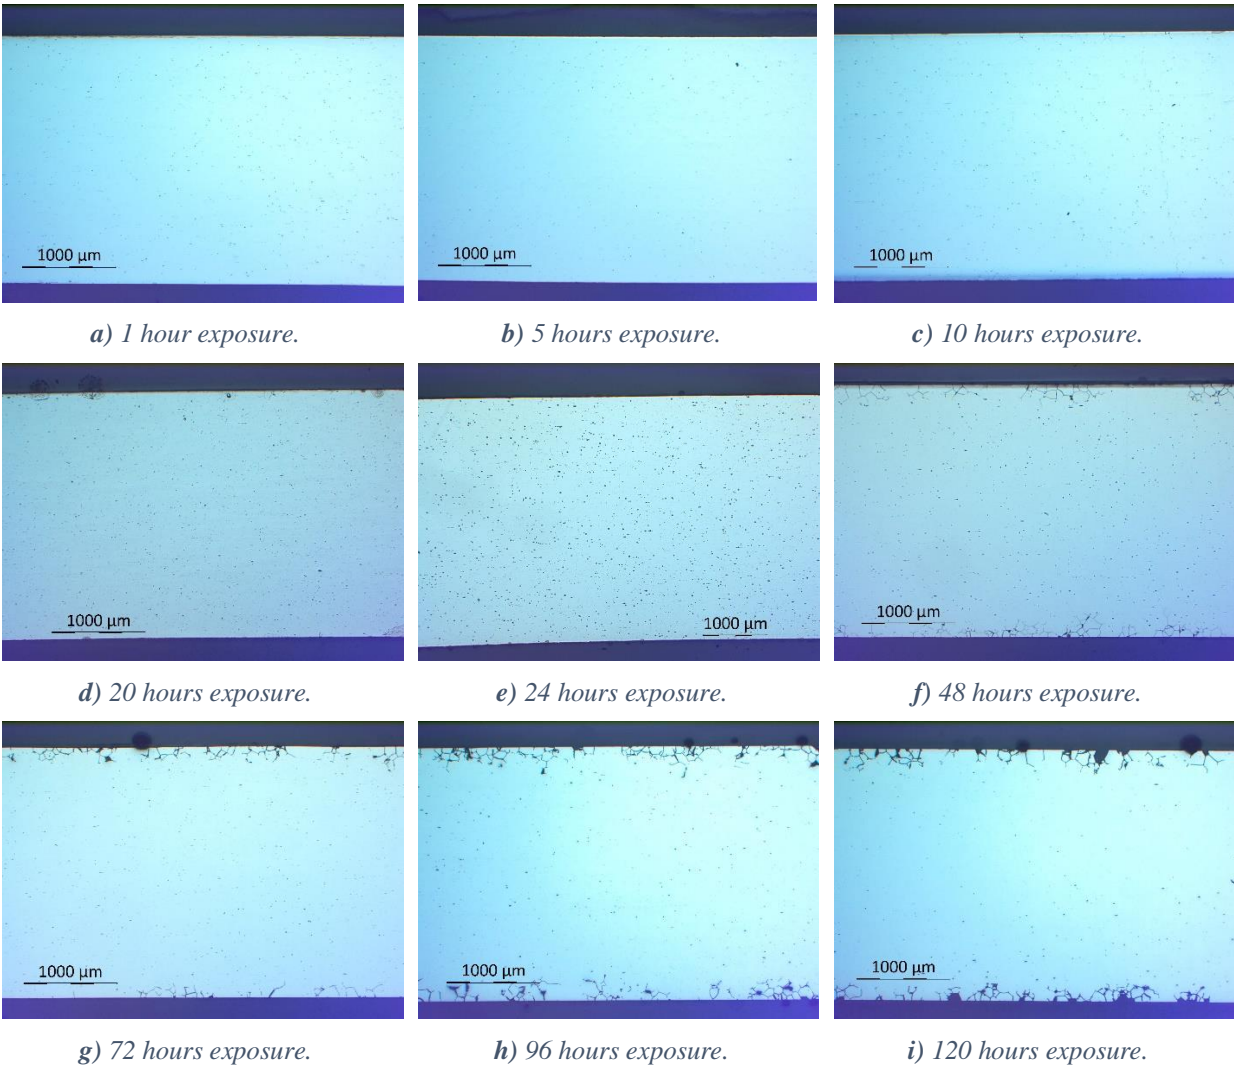 1000 µm
1000 µm
1000 µm
a) 1 hour exposure.
b) 5 hours exposure.
c) 10 hours exposure.
1000 µm
1000 µm
1000 µm
d) 20 hours exposure.
e) 24 hours exposure.
f) 48 hours exposure.
1000 µm
1000 µm
1000 µm
g) 72 hours exposure.
h) 96 hours exposure.
i) 120 hours exposure.